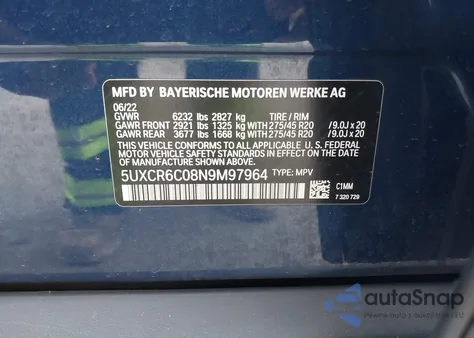 MFD BY BAYERISCHE MOTOREN WERKE AG
06/22
GVWR 6232 lbs 2827 kg TIRE / RIM
GAWR FRONT 2921 lbs 1325 kg WITH 275/45 R20 /9.0J x 20
GAWR REAR 3677 lbs 1668 kg WITH 275/45 R20 /9.0J x 20
THIS VEHICLE CONFORMS TO ALL APPLICABLE U. S. FEDERAL
MOTOR VEHICLE SAFETY STANDARDS IN EFFECT ON THE
DATE OF MANUFACTURE SHOWN ABOVE.
5UXCR6C08N9M97964 TYPE: MPV
C1MM
7 320 729
autoSnap